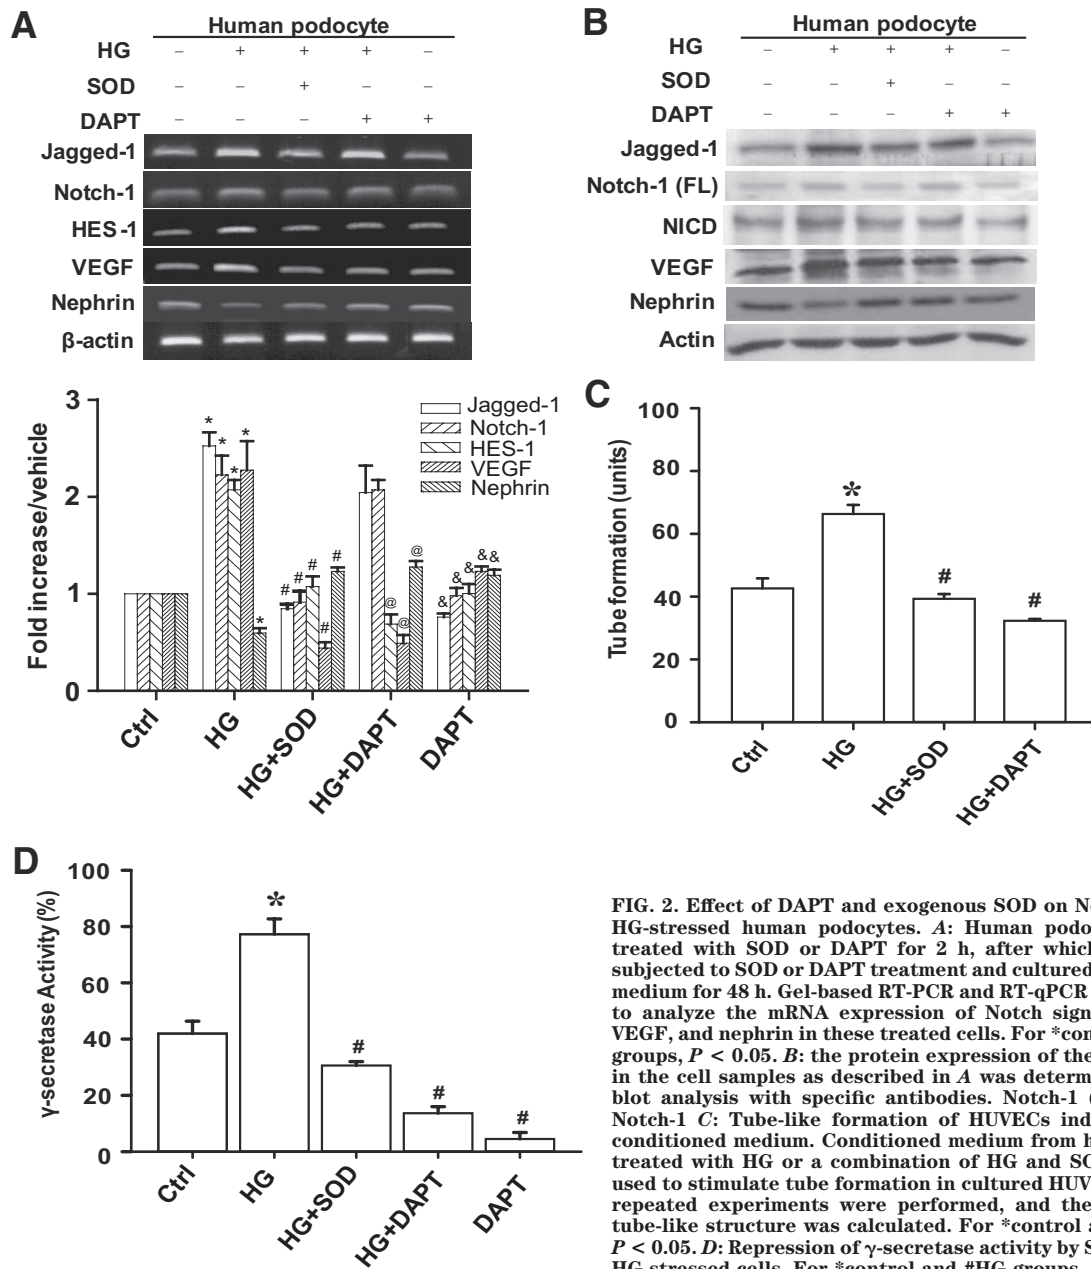 A
Human podocyte
HG – + + + –
SOD – – + – –
DAPT – – – + +
Jagged-1
Notch-1
HES-1
VEGF
Nephrin
β-actin
B
Human podocyte
HG – + + + –
SOD – – + – –
DAPT – – – + +
Jagged-1
Notch-1 (FL)
NICD
VEGF
Nephrin
Actin
Fold increase/vehicle
3
2
1
0
* * * * *
# # # # #
@ @ @
& & & & &
Jagged-1
Notch-1
HES-1
VEGF
Nephrin
Ctrl
HG
HG+SOD
HG+DAPT
DAPT
C
Tube formation (units)
100
80
60
40
20
0
*
#
#
Ctrl
HG
HG+SOD
HG+DAPT
D
γ-secretase Activity (%)
100
80
60
40
20
0
*
#
#
#
Ctrl
HG
HG+SOD
HG+DAPT
DAPT
FIG. 2. Effect of DAPT and exogenous SOD on
HG-stressed human podocytes. A: Human
treated with SOD or DAPT for 2 h, after which
subjected to SOD or DAPT treatment and cultured
medium for 48 h. Gel-based RT-PCR and RT-qPCR
to analyze the mRNA expression of Notch
VEGF, and nephrin in these treated cells. For
groups, P < 0.05. B: the protein expression of the
in the cell samples as described in A was
blot analysis with specific antibodies. Notch-1
Notch-1 C: Tube-like formation of HUVECs
conditioned medium. Conditioned medium from
treated with HG or a combination of HG and
used to stimulate tube formation in cultured
repeated experiments were performed, and the
tube-like structure was calculated. For *control
P < 0.05. D: Repression of γ-secretase activity by
HG-stressed cells. For *control and #HG groups